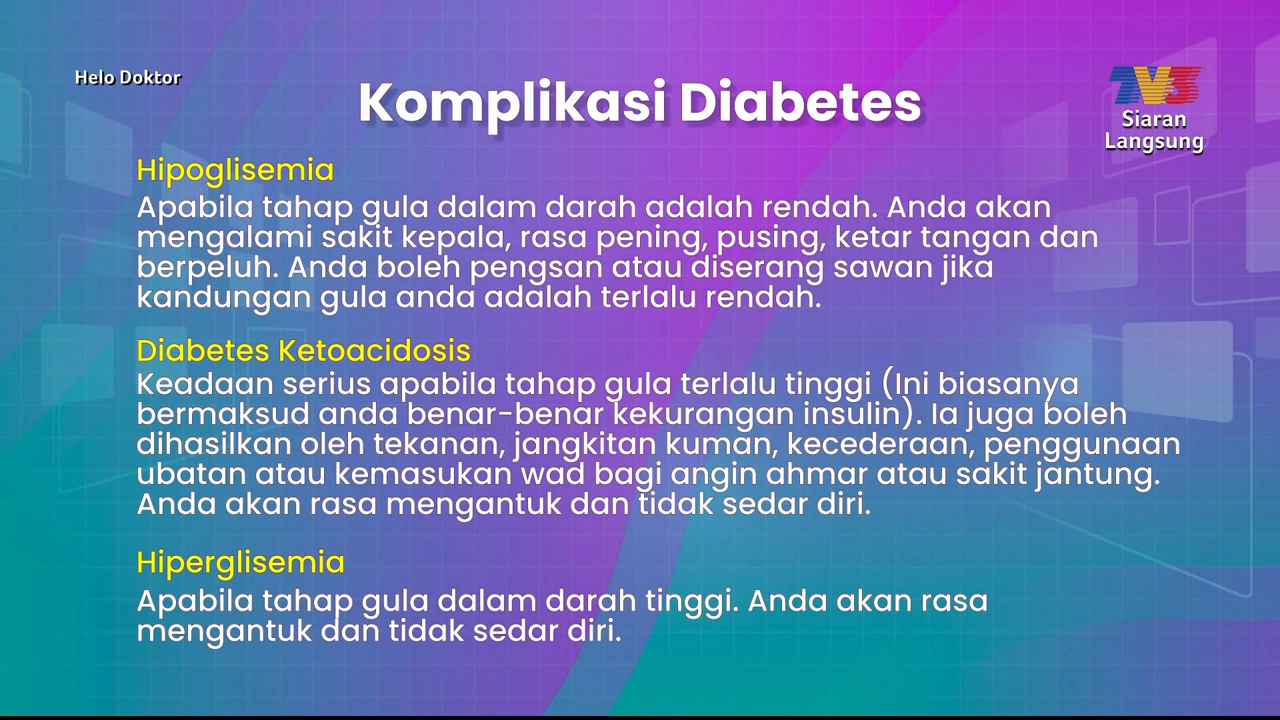 Helo Doktor
Komplikasi Diabetes
TV3
Siaran
Langsung
Hipoglisemia
Apabila tahap gula dalam darah adalah rendah. Anda akan
mengalami sakit kepala, rasa pening, pusing, ketar tangan dan
berpeluh. Anda boleh pengsan atau diserang sawan jika
kandungan gula anda adalah terlalu rendah.
Diabetes Ketoacidosis
Keadaan serius apabila tahap gula terlalu tinggi (Ini biasanya
bermaksud anda benar-benar kekurangan insulin). Ia juga boleh
dihasilkan oleh tekanan, jangkitan kuman, kecederaan, penggunaan
ubatan atau kemasukan wad bagi angin ahmar atau sakit jantung.
Anda akan rasa mengantuk dan tidak sedar diri.
Hiperglisemia
Apabila tahap gula dalam darah tinggi. Anda akan rasa
mengantuk dan tidak sedar diri.